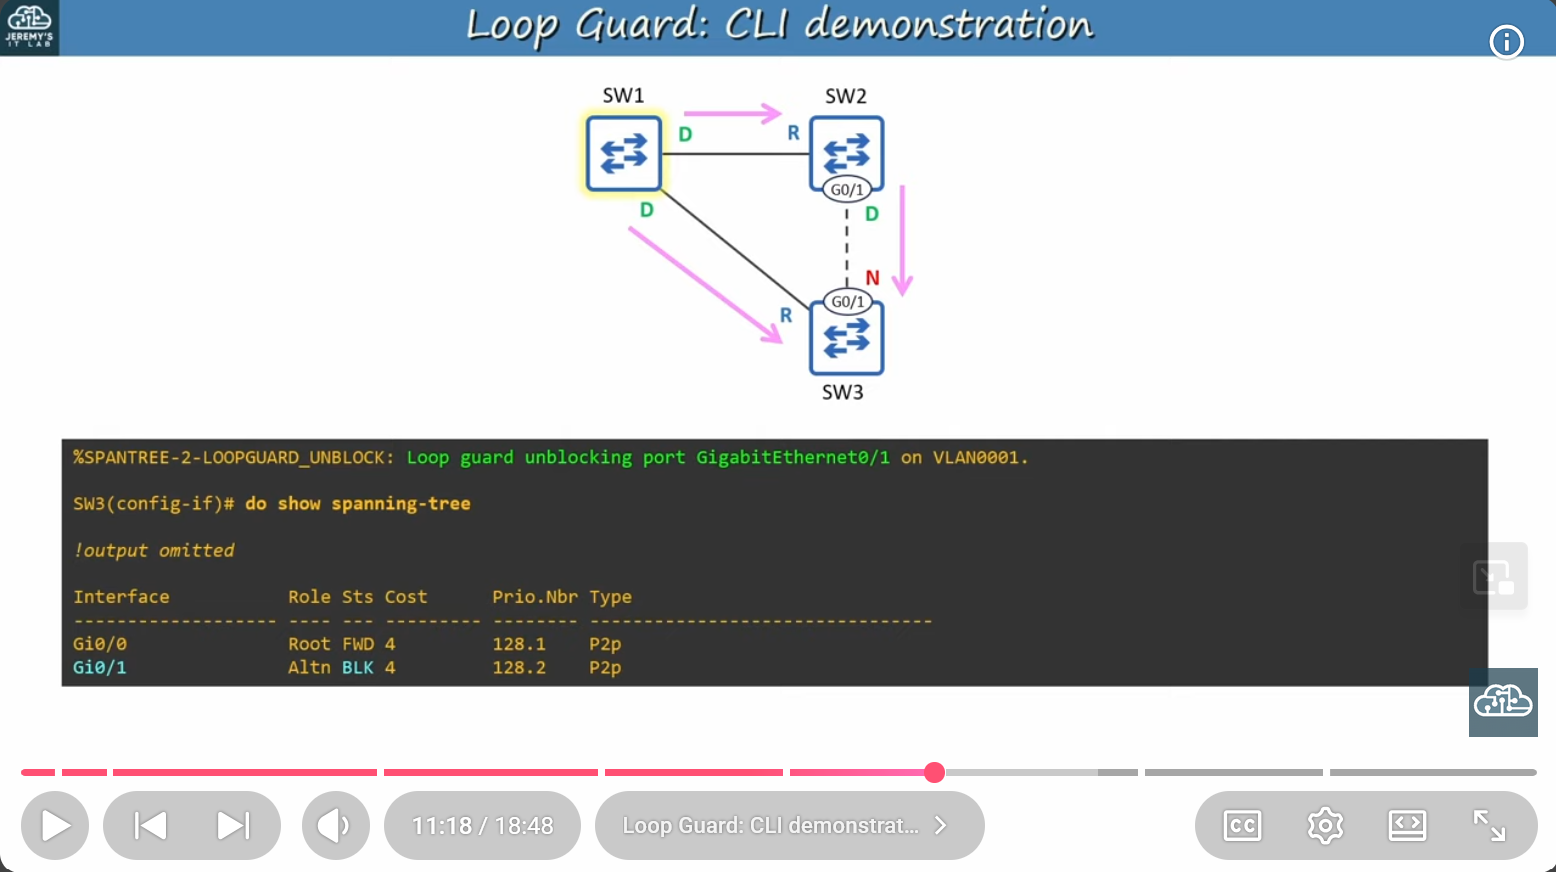 JEREMY'S
IT LAB
Loop Guard: CLI demonstration
SW1
SW2
D
R
G0/1
D
D
N
G0/1
R
SW3
%SPANTREE-2-LOOPGUARD_UNBLOCK: Loop guard unblocking port GigabitEthernet0/1 on VLAN0001.
SW3(config-if)# do show spanning-tree
!output omitted
Interface Role Sts Cost Prio.Nbr Type
------------------- ---- --- --------- -------- --------------------------------
Gi0/0 Root FWD 4 128.1 P2p
Gi0/1 Altn BLK 4 128.2 P2p
11:18 / 18:48
Loop Guard: CLI demonstrat...
CC